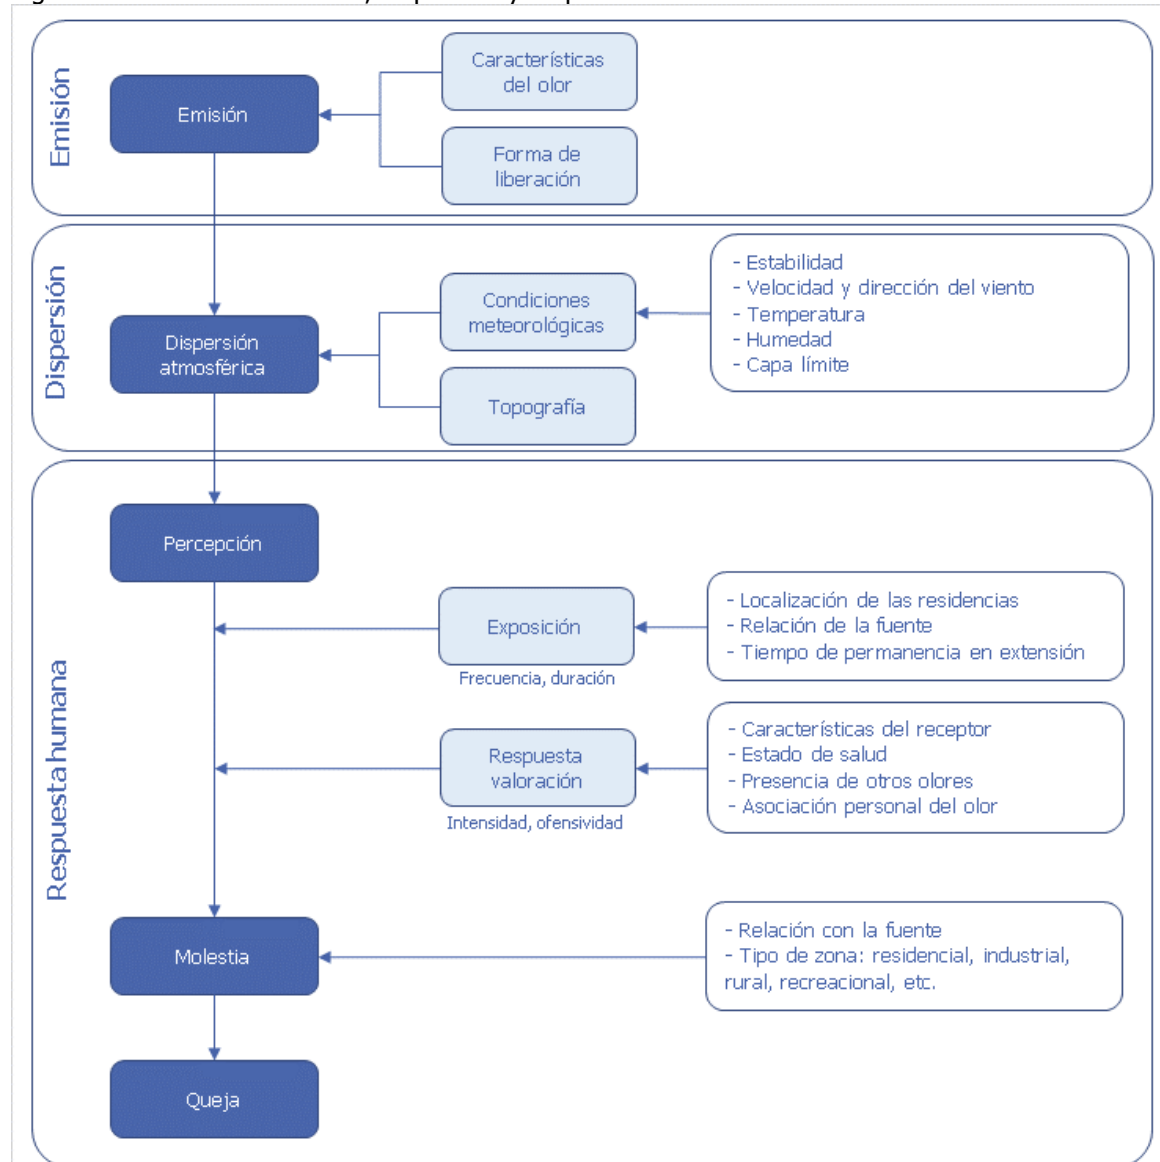 Emisión
Características
del olor
Emisión
Forma de
liberación
Dispersión
- Estabilidad
- Velocidad y dirección del viento
- Temperatura
- Humedad
- Capa límite
Condiciones
meteorológicas
Dispersión
atmosférica
Topografía
Respuesta humana
Percepción
Exposición
Frecuencia, duración
- Localización de las residencias
- Relación de la fuente
- Tiempo de permanencia en extensión
Respuesta
valoración
Intensidad, ofensividad
- Características del receptor
- Estado de salud
- Presencia de otros olores
- Asociación personal del olor
Molestia
- Relación con la fuente
- Tipo de zona: residencial, industrial,
rural, recreacional, etc.
Queja